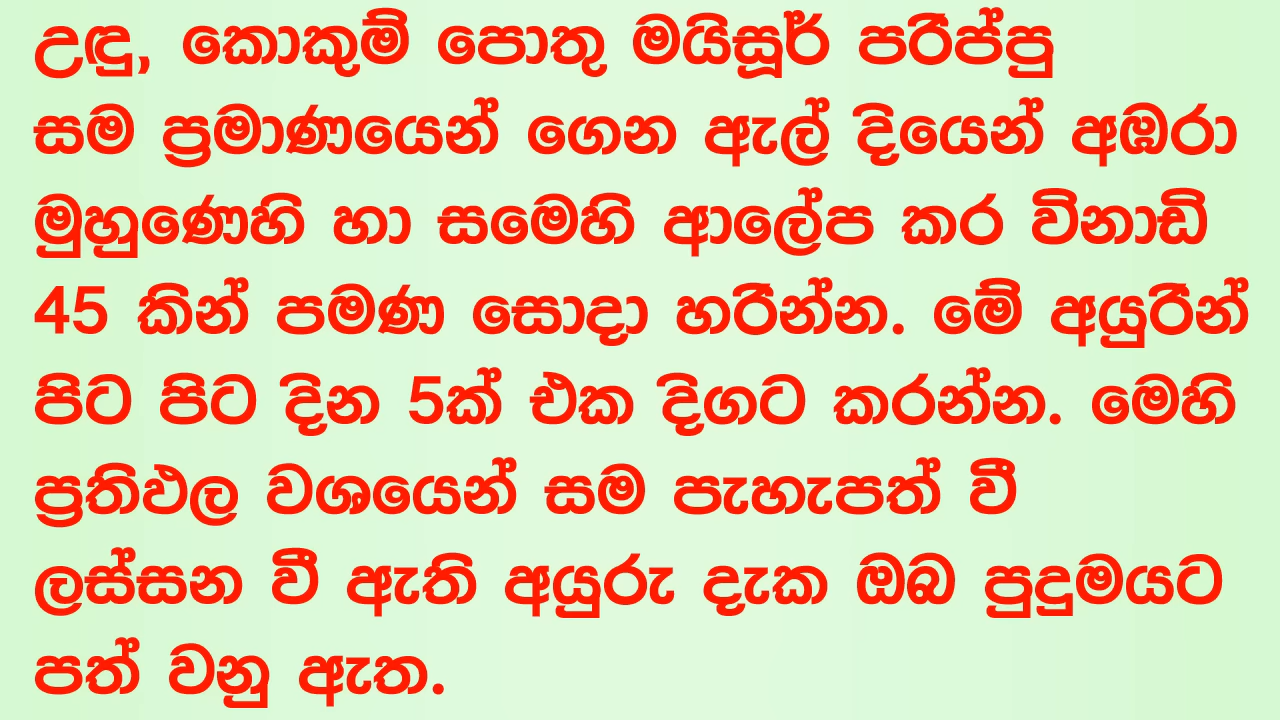 උඳු, කොකුම් පොතු මයිසූර් පරිප්පු
සම ප්‍රමාණයෙන් ගෙන ඇල් දියෙන් අඹරා
මුහුණෙහි හා සමෙහි ආලේප කර විනාඩි
45 කින් පමණ සොදා හරින්න. මේ අයුරින්
පිට පිට දින 5ක් එක දිගට කරන්න. මෙහි
ප්‍රතිඵල වශයෙන් සම පැහැපත් වී
ලස්සන වී ඇති අයුරු දැක ඔබ පුදුමයට
පත් වනු ඇත.